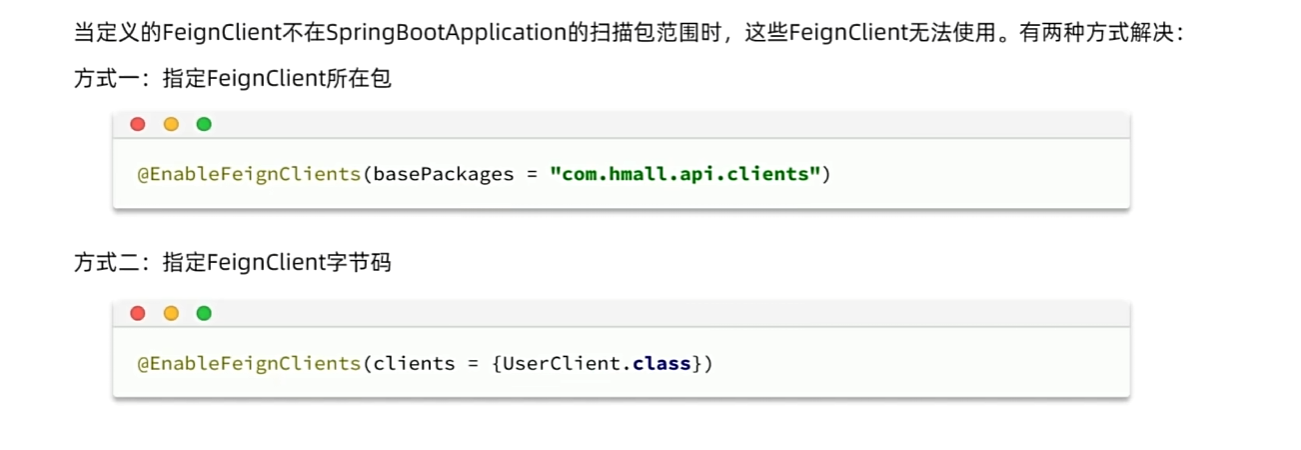 当定义的FeignClient不在SpringBootApplication的扫描包范围时，这些FeignClient无法使用。有两种方式解决：
方式一：指定FeignClient所在包
@EnableFeignClients(basePackages = "com.hmall.api.clients")
方式二：指定FeignClient字节码
@EnableFeignClients(clients = {UserClient.class})